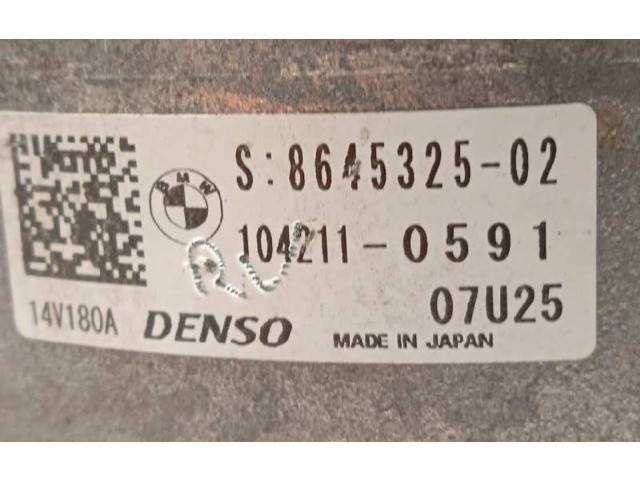 S:8645325-02
BMW
104211-0591
R.U
07U25
14V180A DENSO MADE IN JAPAN